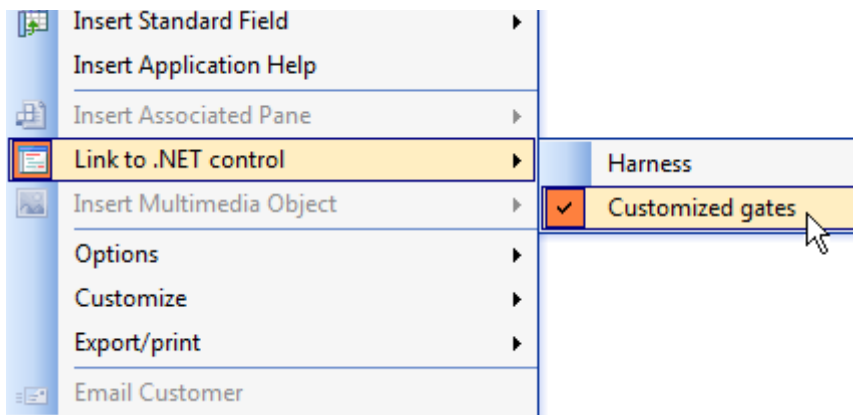 Insert Standard Field
Insert Application Help
Insert Associated Pane
Link to .NET control
Harness
Insert Multimedia Object
Customized gates
Options
Customize
Export/print
Email Customer